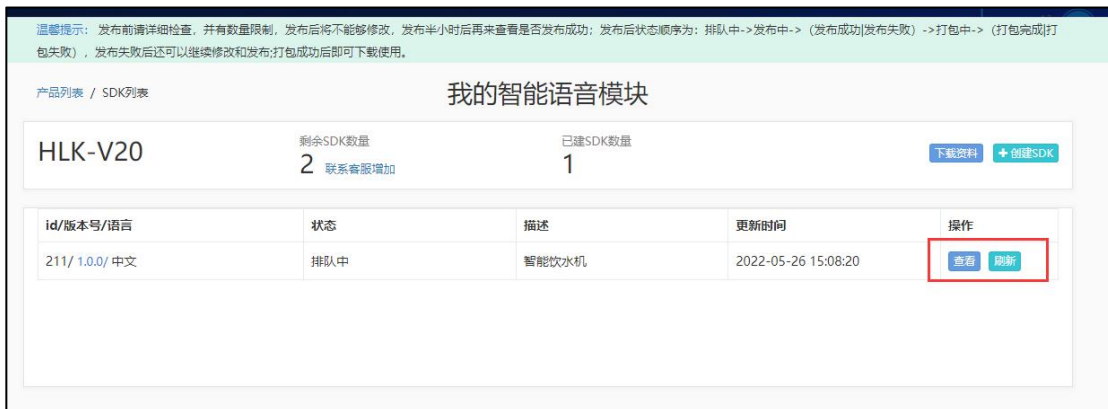 温馨提示： 发布前请详细检查，并有数量限制，发布后将不能够修改，发布半小时后再来查看是否发布成功；发布后状态顺序为：排队中->发布中->（发布成功|发布失败）->打包中->（打包完成|打
包失败），发布失败后还可以继续修改和发布;打包成功后即可下载使用。
产品列表 / SDK列表
我的智能语音模块
HLK-V20
剩余SDK数量
2 联系客服增加
已建SDK数量
1
下载资料 +创建SDK
id/版本号/语言 状态 描述 更新时间 操作
211/ 1.0.0/ 中文 排队中 智能饮水机 2022-05-26 15:08:20 查看 刷新